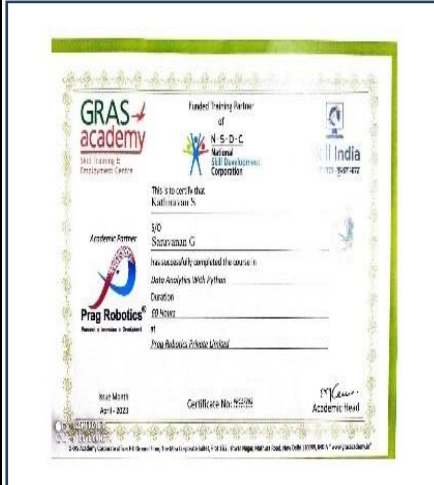 GRAS
academy
Skill Training &
Employment Centre
Funded Training Partner
of
N-S-D-C
National
Skill Development
Corporation
India
This is to certify that
Kathiravan S
S/O
Saravanan G
has successfully completed the course in
Data Analytics With Python
Duration
60 Hours
at
Prag Robotics Private Limited
Academic Partner
Prag Robotics
Issue Month
April - 2023
Certificate No:
Academic Head